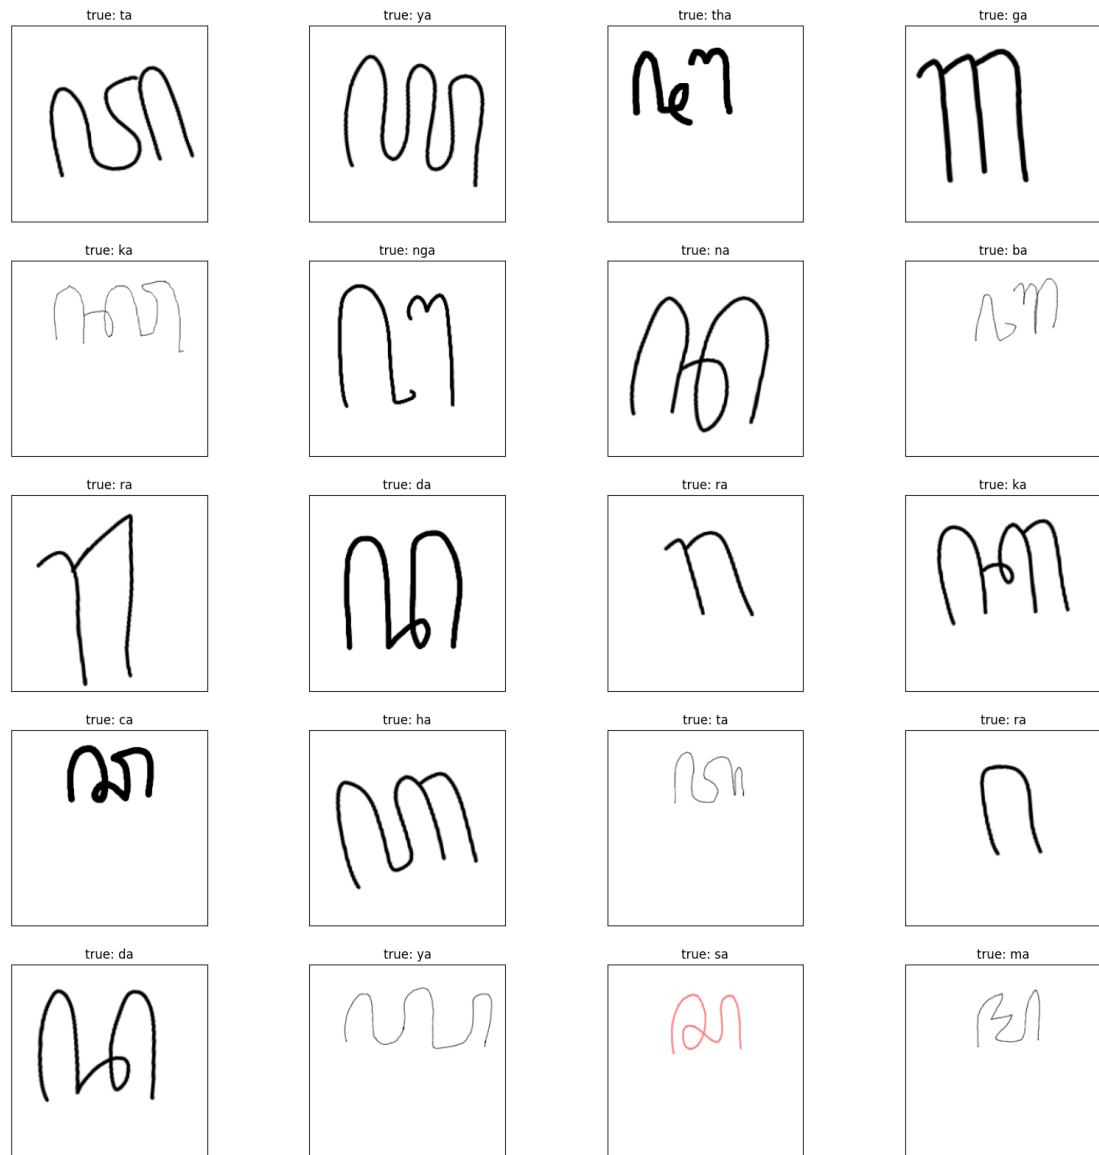 true: ta true: ya true: tha true: ga
ꦠ ꦪ ꦛ ꦒ
true: ka true: nga true: na true: ba
ꦏ ꦔ ꦤ ꦧ
true: ra true: da true: ra true: ka
ꦫ ꦢ ꦫ ꦏ
true: ca true: ha true: ta true: ra
ꦕ ꦲ ꦠ ꦫ
true: da true: ya true: sa true: ma
ꦢ ꦪ ꦱ ꦩ